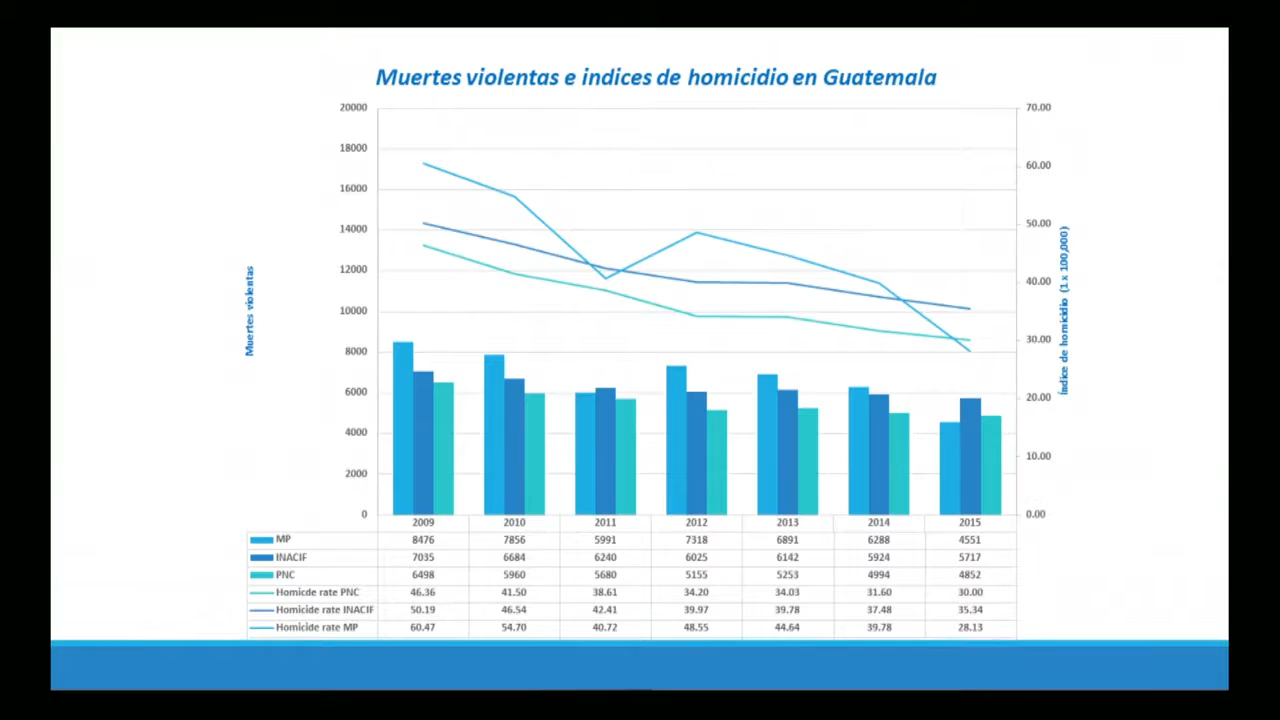 Muertes violentas e indices de homicidio en Guatemala
20000 70.00
18000
60.00
16000
14000 50.00
12000
40.00
10000
8000 30.00
6000
20.00
4000
10.00
2000
0 0.00
Muertes violentas
Índice de homicidio (1 x 100,000)
2009 2010 2011 2012 2013 2014 2015
MP 8476 7856 5991 7318 6891 6288 4551
INACIF 7035 6684 6240 6025 6142 5924 5717
PNC 6498 5960 5680 5155 5253 4994 4852
Homicde rate PNC 46.36 41.50 38.61 34.20 34.03 31.60 30.00
Homicide rate INACIF 50.19 46.54 42.41 39.97 39.78 37.48 35.34
Homicide rate MP 60.47 54.70 40.72 48.55 44.64 39.78 28.13